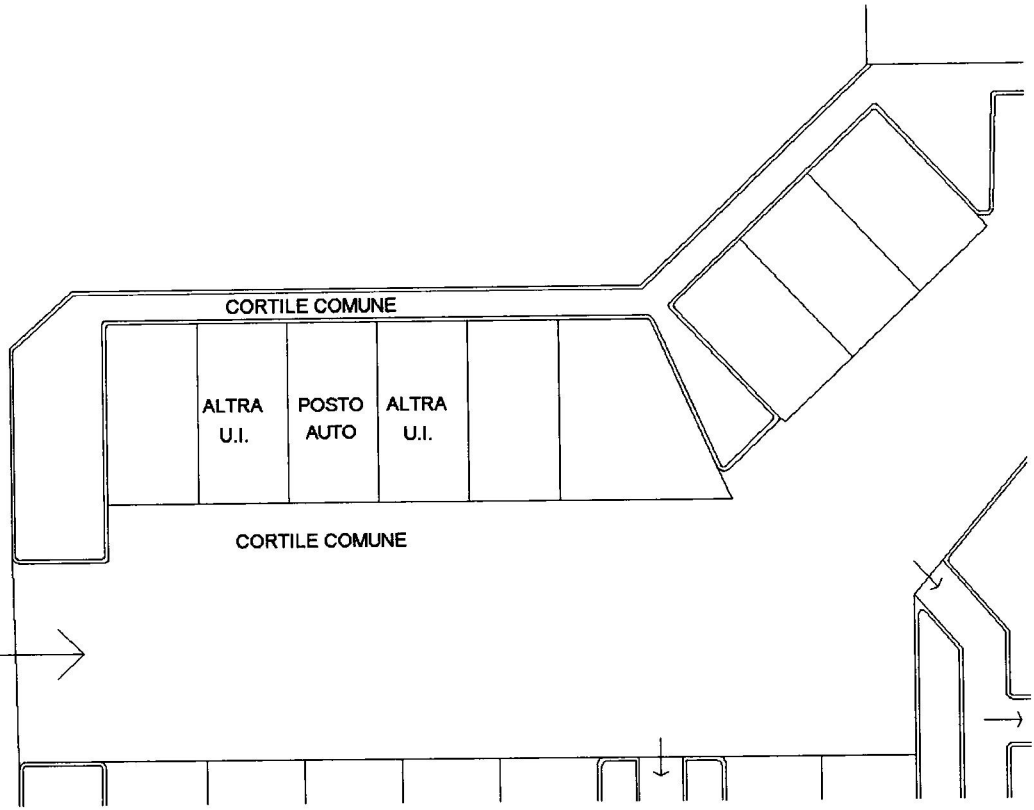 CORTILE COMUNE
ALTRA
U.I.
POSTO
AUTO
ALTRA
U.I.
CORTILE COMUNE